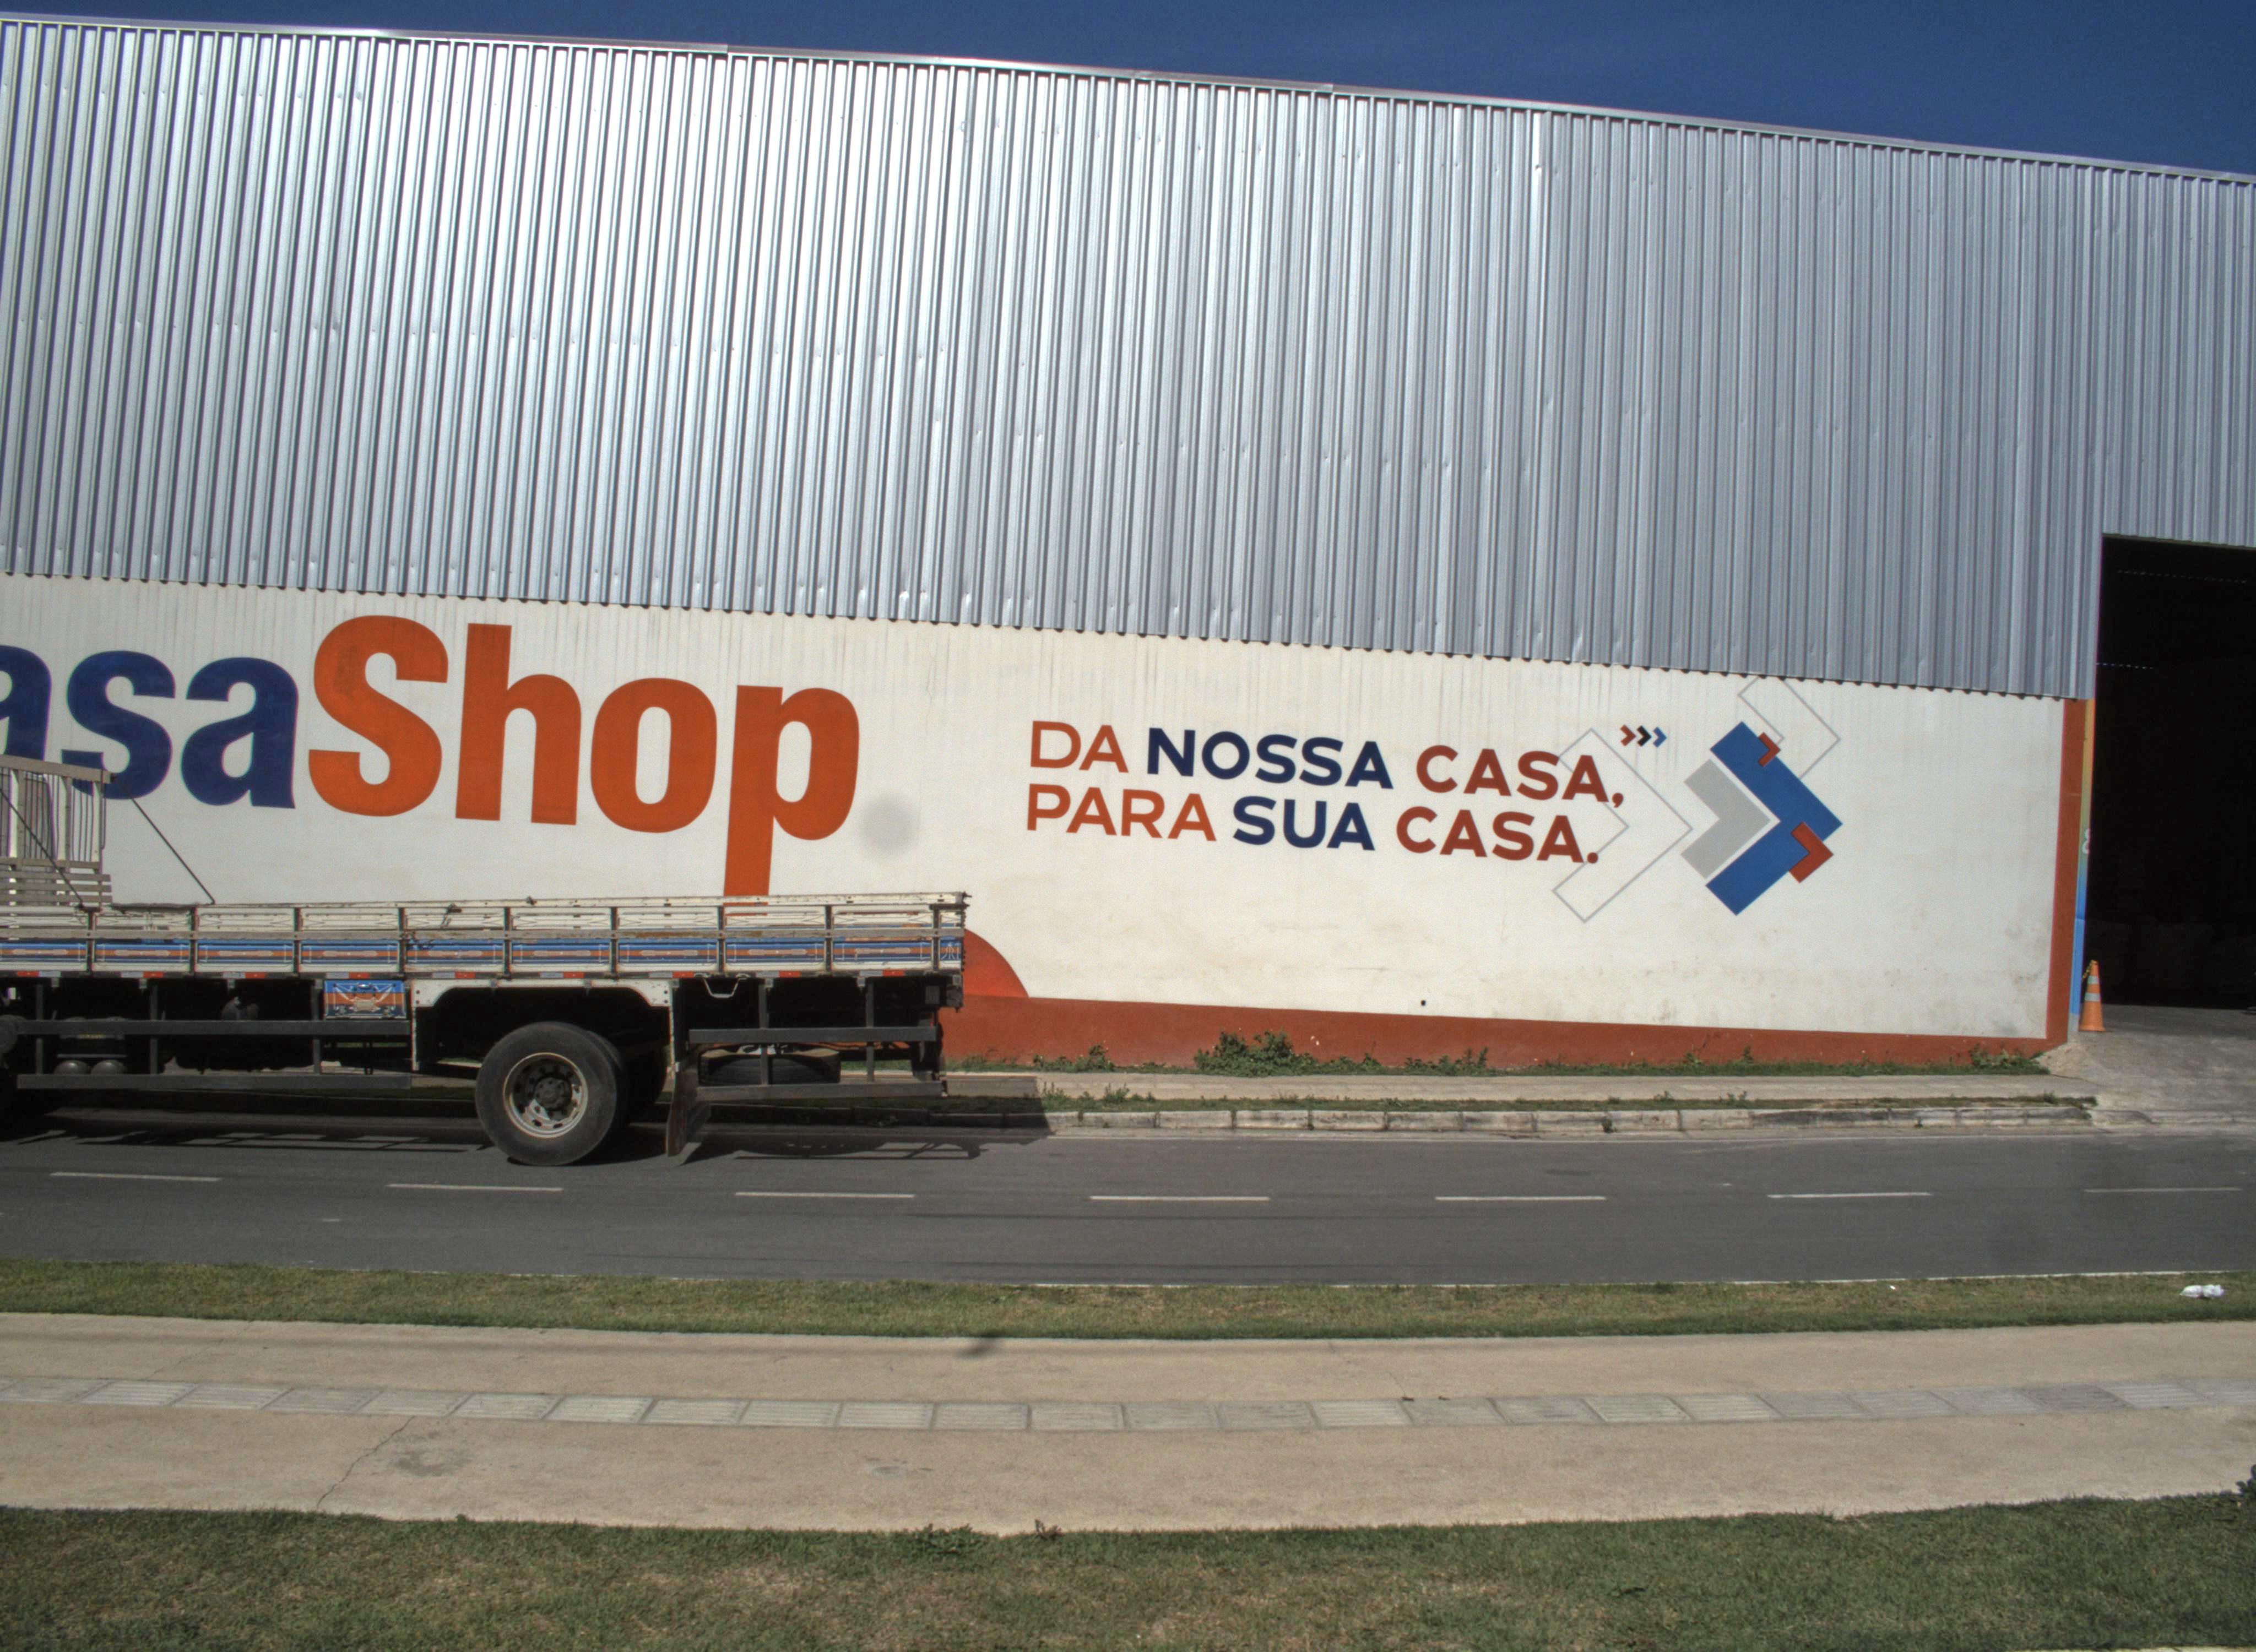 asaShop
DA NOSSA CASA,
PARA SUA CASA.